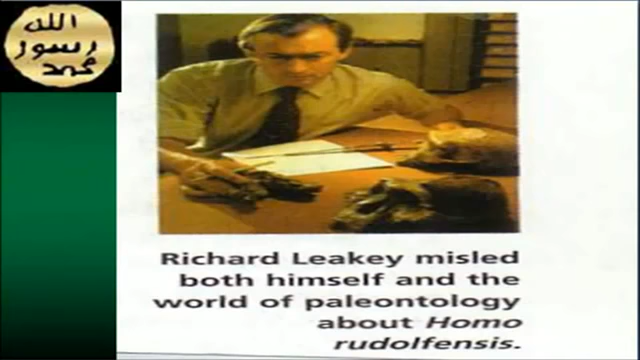 الله
رسول
محمد
Richard Leakey misled
both himself and the
world of paleontology
about Homo
rudolfensis.